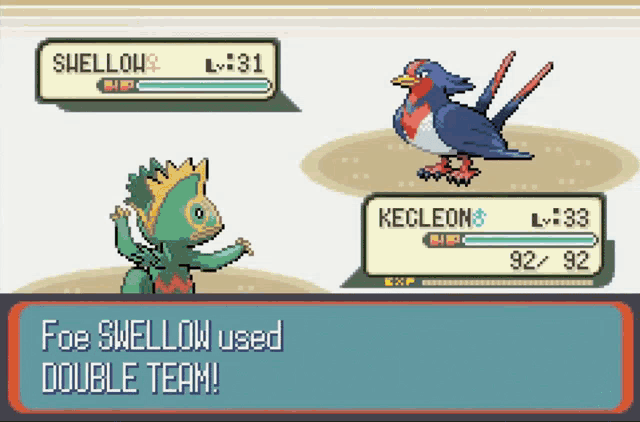 SWELLOW♀ Lv:31
HP
KECLEON♂ Lv:33
HP
92/ 92
EXP
Foe SWELLOW used
DOUBLE TEAM!